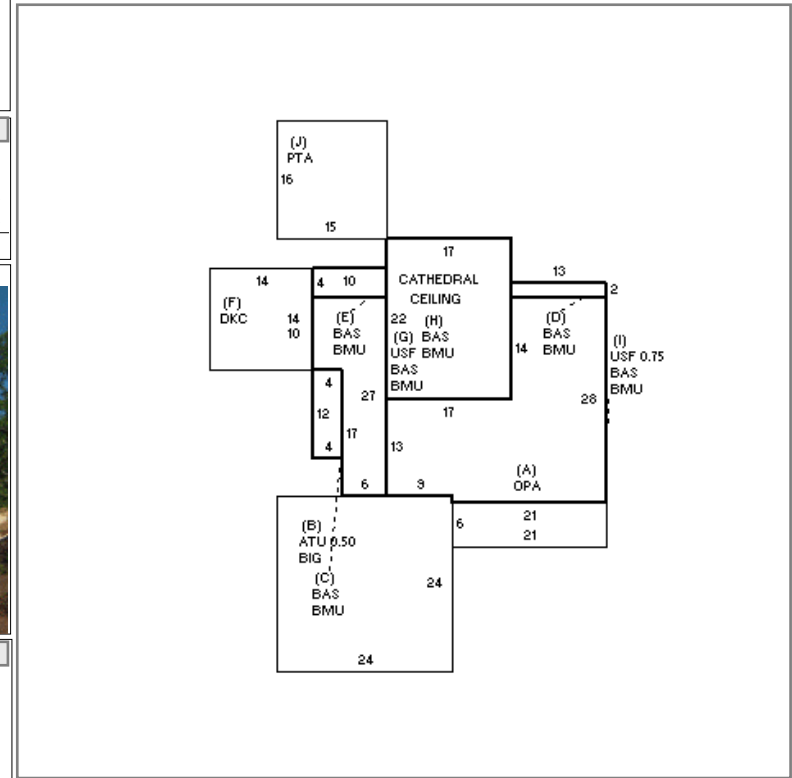 (J)
PTA
16
15
17
13
14
4 10
CATHEDRAL
CEILING
2
(F)
DKC
14
10
(E)
BAS
BMU
22 (H)
(G) BAS
USF BMU
BAS
BMU
14
(D)
BAS
BMU
(I)
USF 0.75
BAS
BMU
4
27
28
12
17
17
4
13
6
9
(A)
OPA
(B)
ATU 0.50
BIG
6
21
21
(C)
BAS
BMU
24
24